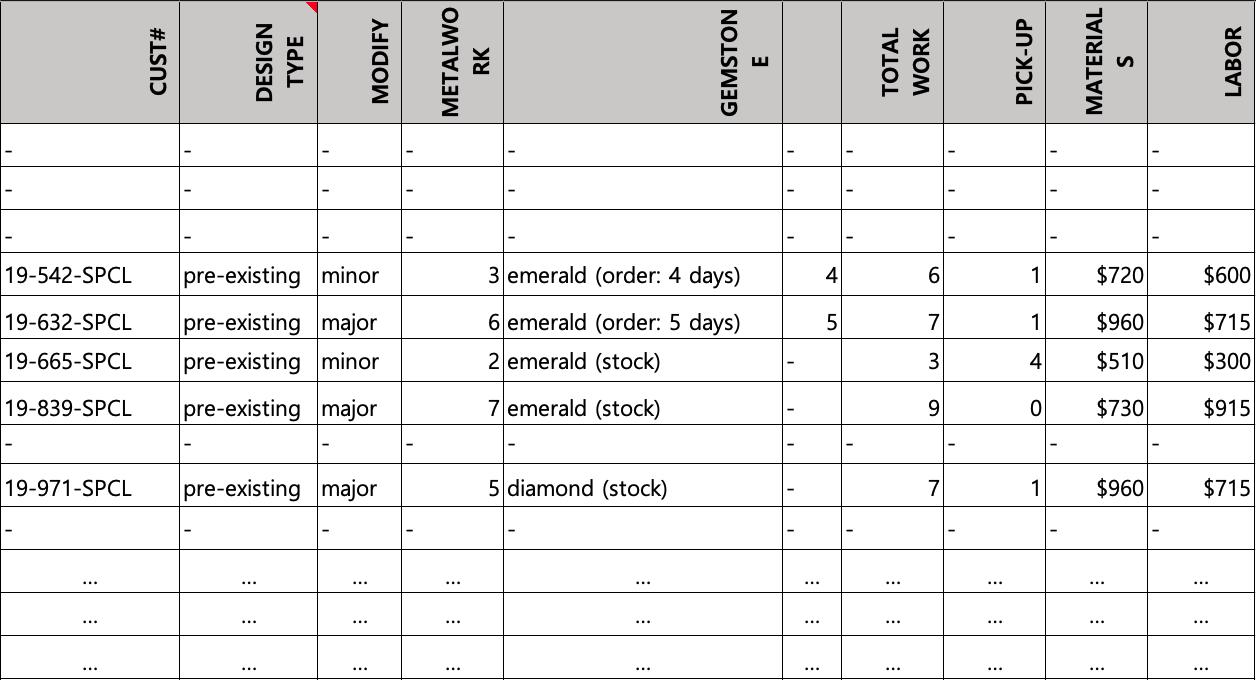 CUST# DESIGN TYPE MODIFY METALWORK GEMSTONE TOTAL WORK PICK-UP MATERIALS LABOR
- - - - - - - - - -
- - - - - - - - - -
- - - - - - - - - -
19-542-SPCL pre-existing minor 3 emerald (order: 4 days) 4 6 1 $720 $600
19-632-SPCL pre-existing major 6 emerald (order: 5 days) 5 7 1 $960 $715
19-665-SPCL pre-existing minor 2 emerald (stock) - 3 4 $510 $300
19-839-SPCL pre-existing major 7 emerald (stock) - 9 0 $730 $915
- - - - - - - - - -
19-971-SPCL pre-existing major 5 diamond (stock) - 7 1 $960 $715
- - - - - - - - - -
... ... ... ... ... ... ... ... ... ...
... ... ... ... ... ... ... ... ... ...
... ... ... ... ... ... ... ... ... ...